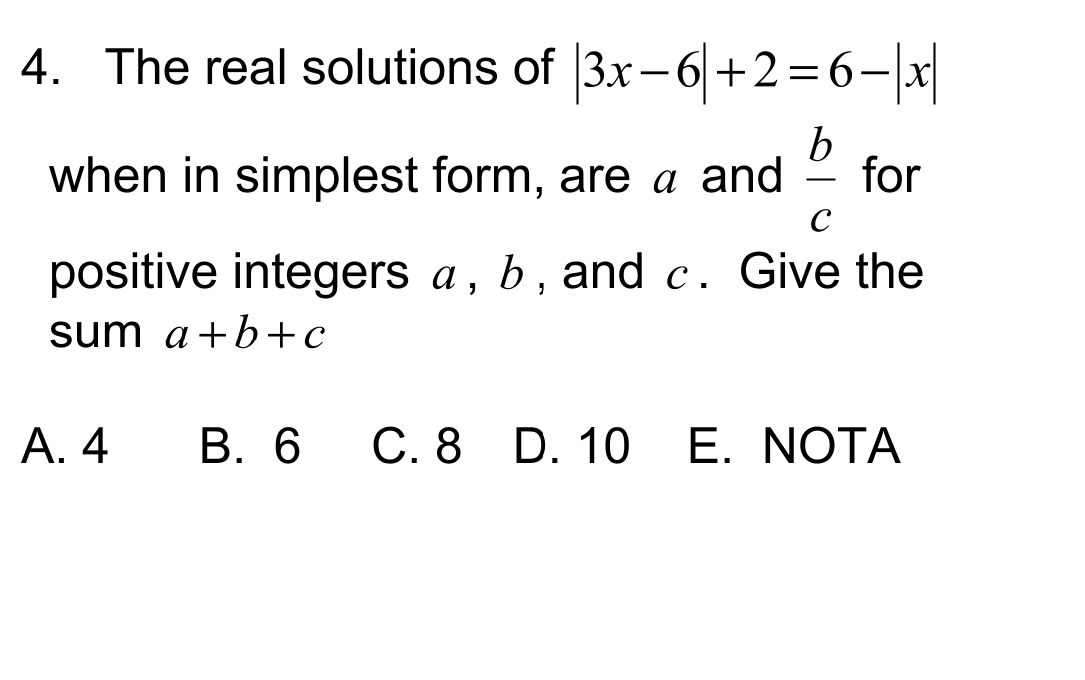 4. The real solutions of |3x−6|+2=6−|x|
when in simplest form, are a and b/c for
positive integers a, b, and c. Give the
sum a+b+c
A. 4 B. 6 C. 8 D. 10 E. NOTA